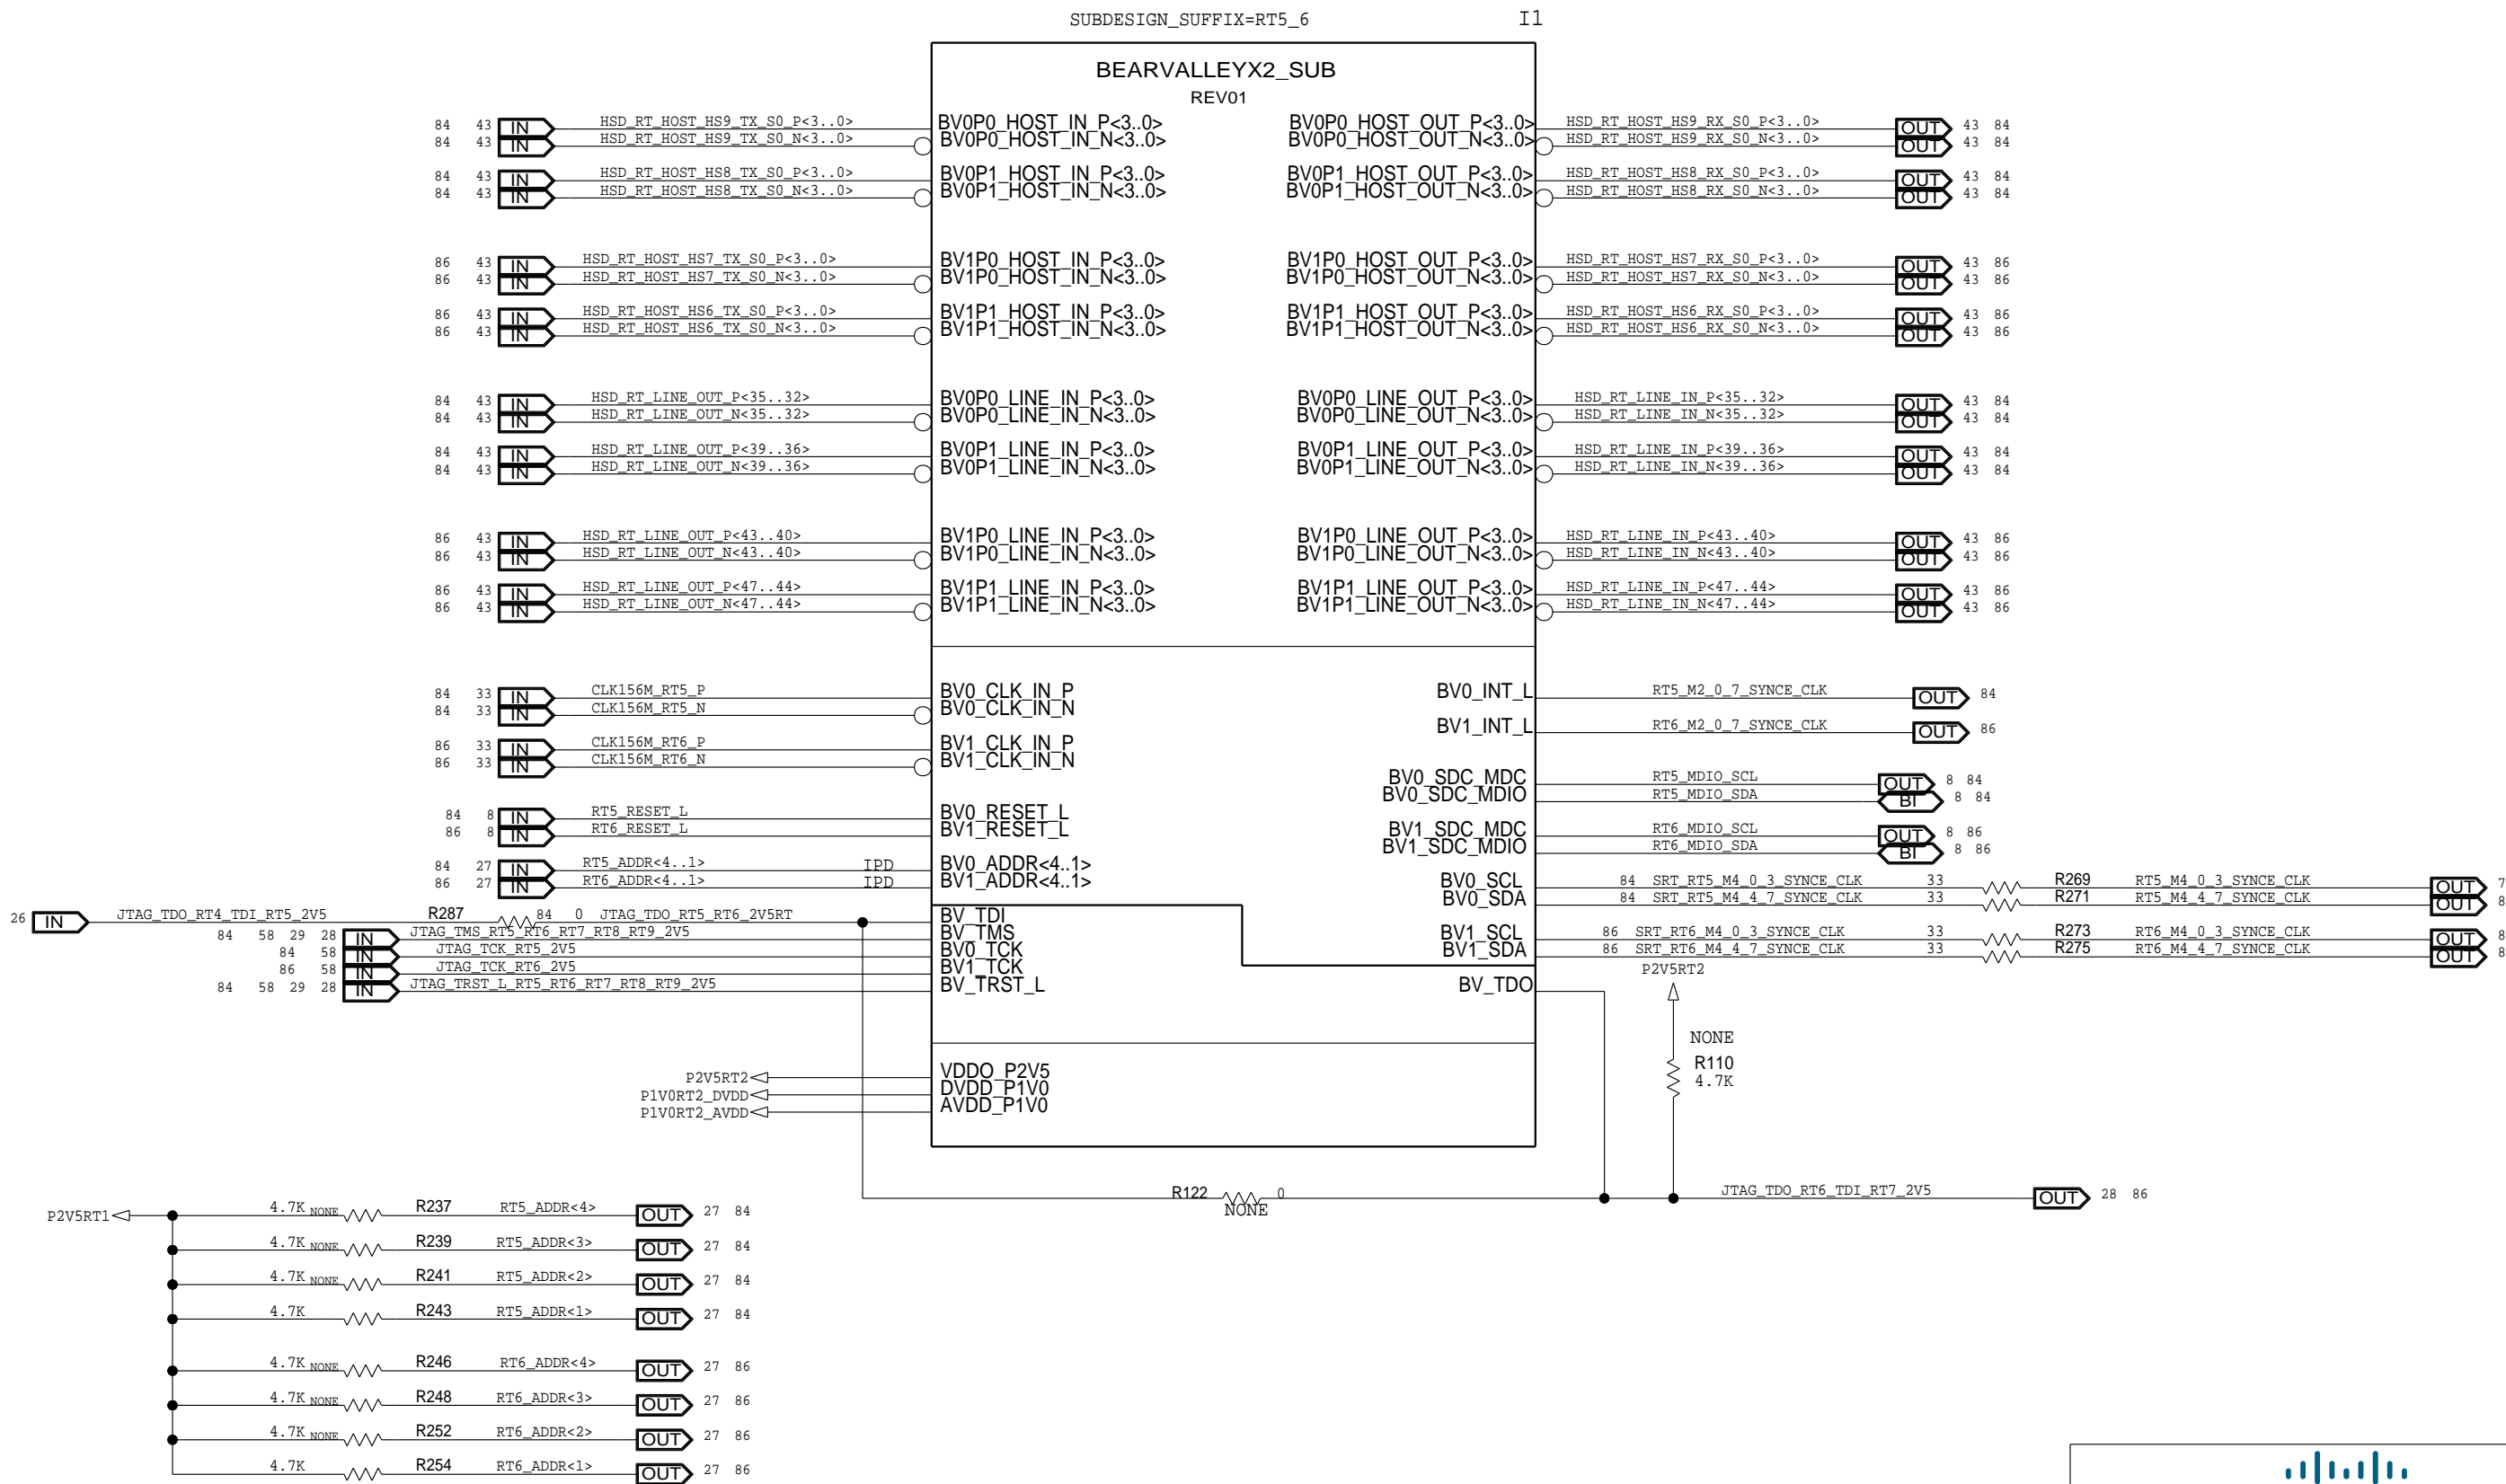 SUBDESIGN_SUFFIX=RT5_6 I1
BEARVALLEYX2_SUB
REV01
84 43 IN HSD_RT_HOST_HS9_TX_S0_P<3..0> BV0P0_HOST_IN_P<3..0> BV0P0_HOST_OUT_P<3..0> HSD_RT_HOST_HS9_RX_S0_P<3..0> OUT 43 84
84 43 IN HSD_RT_HOST_HS9_TX_S0_N<3..0> BV0P0_HOST_IN_N<3..0> BV0P0_HOST_OUT_N<3..0> HSD_RT_HOST_HS9_RX_S0_N<3..0> OUT 43 84
84 43 IN HSD_RT_HOST_HS8_TX_S0_P<3..0> BV0P1_HOST_IN_P<3..0> BV0P1_HOST_OUT_P<3..0> HSD_RT_HOST_HS8_RX_S0_P<3..0> OUT 43 84
84 43 IN HSD_RT_HOST_HS8_TX_S0_N<3..0> BV0P1_HOST_IN_N<3..0> BV0P1_HOST_OUT_N<3..0> HSD_RT_HOST_HS8_RX_S0_N<3..0> OUT 43 84
86 43 IN HSD_RT_HOST_HS7_TX_S0_P<3..0> BV1P0_HOST_IN_P<3..0> BV1P0_HOST_OUT_P<3..0> HSD_RT_HOST_HS7_RX_S0_P<3..0> OUT 43 86
86 43 IN HSD_RT_HOST_HS7_TX_S0_N<3..0> BV1P0_HOST_IN_N<3..0> BV1P0_HOST_OUT_N<3..0> HSD_RT_HOST_HS7_RX_S0_N<3..0> OUT 43 86
86 43 IN HSD_RT_HOST_HS6_TX_S0_P<3..0> BV1P1_HOST_IN_P<3..0> BV1P1_HOST_OUT_P<3..0> HSD_RT_HOST_HS6_RX_S0_P<3..0> OUT 43 86
86 43 IN HSD_RT_HOST_HS6_TX_S0_N<3..0> BV1P1_HOST_IN_N<3..0> BV1P1_HOST_OUT_N<3..0> HSD_RT_HOST_HS6_RX_S0_N<3..0> OUT 43 86
84 43 IN HSD_RT_LINE_OUT_P<35..32> BV0P0_LINE_IN_P<3..0> BV0P0_LINE_OUT_P<3..0> HSD_RT_LINE_IN_P<35..32> OUT 43 84
84 43 IN HSD_RT_LINE_OUT_N<35..32> BV0P0_LINE_IN_N<3..0> BV0P0_LINE_OUT_N<3..0> HSD_RT_LINE_IN_N<35..32> OUT 43 84
84 43 IN HSD_RT_LINE_OUT_P<39..36> BV0P1_LINE_IN_P<3..0> BV0P1_LINE_OUT_P<3..0> HSD_RT_LINE_IN_P<39..36> OUT 43 84
84 43 IN HSD_RT_LINE_OUT_N<39..36> BV0P1_LINE_IN_N<3..0> BV0P1_LINE_OUT_N<3..0> HSD_RT_LINE_IN_N<39..36> OUT 43 84
86 43 IN HSD_RT_LINE_OUT_P<43..40> BV1P0_LINE_IN_P<3..0> BV1P0_LINE_OUT_P<3..0> HSD_RT_LINE_IN_P<43..40> OUT 43 86
86 43 IN HSD_RT_LINE_OUT_N<43..40> BV1P0_LINE_IN_N<3..0> BV1P0_LINE_OUT_N<3..0> HSD_RT_LINE_IN_N<43..40> OUT 43 86
86 43 IN HSD_RT_LINE_OUT_P<47..44> BV1P1_LINE_IN_P<3..0> BV1P1_LINE_OUT_P<3..0> HSD_RT_LINE_IN_P<47..44> OUT 43 86
86 43 IN HSD_RT_LINE_OUT_N<47..44> BV1P1_LINE_IN_N<3..0> BV1P1_LINE_OUT_N<3..0> HSD_RT_LINE_IN_N<47..44> OUT 43 86
84 33 IN CLK156M_RT5_P BV0_CLK_IN_P BV0_INT_L RT5_M2_0_7_SYNCE_CLK OUT 84
84 33 IN CLK156M_RT5_N BV0_CLK_IN_N
BV1_INT_L RT6_M2_0_7_SYNCE_CLK OUT 86
86 33 IN CLK156M_RT6_P BV1_CLK_IN_P
86 33 IN CLK156M_RT6_N BV1_CLK_IN_N
BV0_SDC_MDC RT5_MDIO_SCL OUT 8 84
BV0_SDC_MDIO RT5_MDIO_SDA BI 8 84
84 8 IN RT5_RESET_L BV0_RESET_L
86 8 IN RT6_RESET_L BV1_RESET_L BV1_SDC_MDC RT6_MDIO_SCL OUT 8 86
BV1_SDC_MDIO RT6_MDIO_SDA BI 8 86
84 27 IN RT5_ADDR<4..1> IPD BV0_ADDR<4..1>
86 27 IN RT6_ADDR<4..1> IPD BV1_ADDR<4..1> BV0_SCL 84 SRT_RT5_M4_0_3_SYNCE_CLK 33 R269 RT5_M4_0_3_SYNCE_CLK OUT 7
BV0_SDA 84 SRT_RT5_M4_4_7_SYNCE_CLK 33 R271 RT5_M4_4_7_SYNCE_CLK OUT 8
26 IN JTAG_TDO_RT4_TDI_RT5_2V5 R287 84 0 JTAG_TDO_RT5_RT6_2V5RT BV_TDI
84 58 29 28 IN JTAG_TMS_RT5_RT6_RT7_RT8_RT9_2V5 BV_TMS BV1_SCL 86 SRT_RT6_M4_0_3_SYNCE_CLK 33 R273 RT6_M4_0_3_SYNCE_CLK OUT 8
84 58 IN JTAG_TCK_RT5_2V5 BV0_TCK BV1_SDA 86 SRT_RT6_M4_4_7_SYNCE_CLK 33 R275 RT6_M4_4_7_SYNCE_CLK OUT 8
86 58 IN JTAG_TCK_RT6_2V5 BV1_TCK P2V5RT2
84 58 29 28 IN JTAG_TRST_L_RT5_RT6_RT7_RT8_RT9_2V5 BV_TRST_L BV_TDO
NONE
R110
4.7K
P2V5RT2 VDDO_P2V5
P1V0RT2_DVDD DVDD_P1V0
P1V0RT2_AVDD AVDD_P1V0
R122 0 JTAG_TDO_RT6_TDI_RT7_2V5 OUT 28 86
NONE
P2V5RT1 4.7K NONE R237 RT5_ADDR<4> OUT 27 84
4.7K NONE R239 RT5_ADDR<3> OUT 27 84
4.7K NONE R241 RT5_ADDR<2> OUT 27 84
4.7K R243 RT5_ADDR<1> OUT 27 84
4.7K NONE R246 RT6_ADDR<4> OUT 27 86
4.7K NONE R248 RT6_ADDR<3> OUT 27 86
4.7K NONE R252 RT6_ADDR<2> OUT 27 86
4.7K R254 RT6_ADDR<1> OUT 27 86